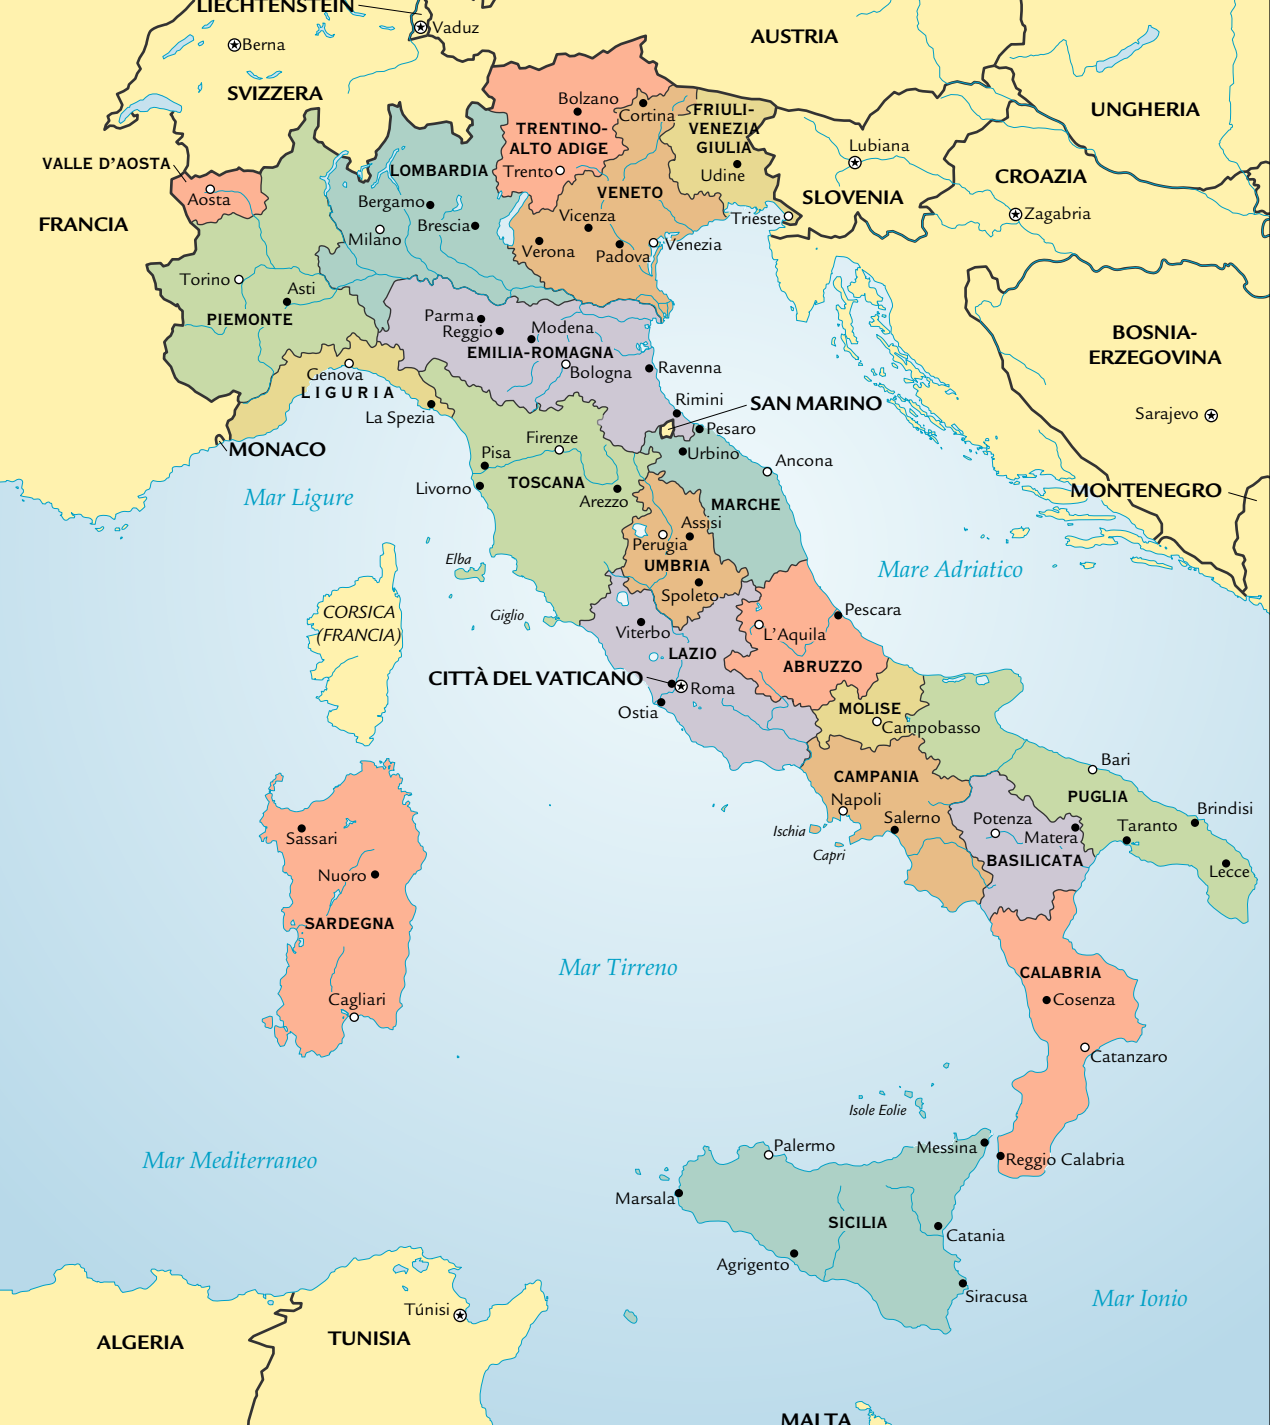 LIECHTENSTEIN
Vaduz
Berna
AUSTRIA
SVIZZERA
UNGHERIA
Bolzano
Cortina
FRIULI-
VENEZIA
GIULIA
TRENTINO-
ALTO ADIGE
Lubiana
VALLE D'AOSTA
LOMBARDIA
Trento
Udine
CROAZIA
Aosta
VENETO
SLOVENIA
Bergamo
Vicenza
Trieste
Zagabria
FRANCIA
Brescia
Milano
Verona
Padova
Venezia
Torino
Asti
PIEMONTE
Parma
Reggio
Modena
EMILIA-ROMAGNA
BOSNIA-
ERZEGOVINA
Genova
Bologna
Ravenna
LIGURIA
Rimini
SAN MARINO
La Spezia
Sarajevo
Pesaro
Firenze
MONACO
Pisa
Urbino
Ancona
TOSCANA
Livorno
MONTENEGRO
Mar Ligure
Arezzo
MARCHE
Assisi
Perugia
Elba
UMBRIA
Mare Adriatico
Spoleto
CORSICA
(FRANCIA)
Giglio
Pescara
Viterbo
L'Aquila
LAZIO
ABRUZZO
CITTÀ DEL VATICANO
Roma
Ostia
MOLISE
Campobasso
Bari
CAMPANIA
PUGLIA
Napoli
Brindisi
Ischia
Salerno
Potenza
Taranto
Sassari
Matera
Capri
BASILICATA
Nuoro
Lecce
SARDEGNA
Mar Tirreno
CALABRIA
Cagliari
Cosenza
Catanzaro
Isole Eolie
Palermo
Messina
Mar Mediterraneo
Reggio Calabria
Marsala
SICILIA
Catania
Agrigento
Siracusa
Mar Ionio
Túnisi
ALGERIA
TUNISIA
MALTA